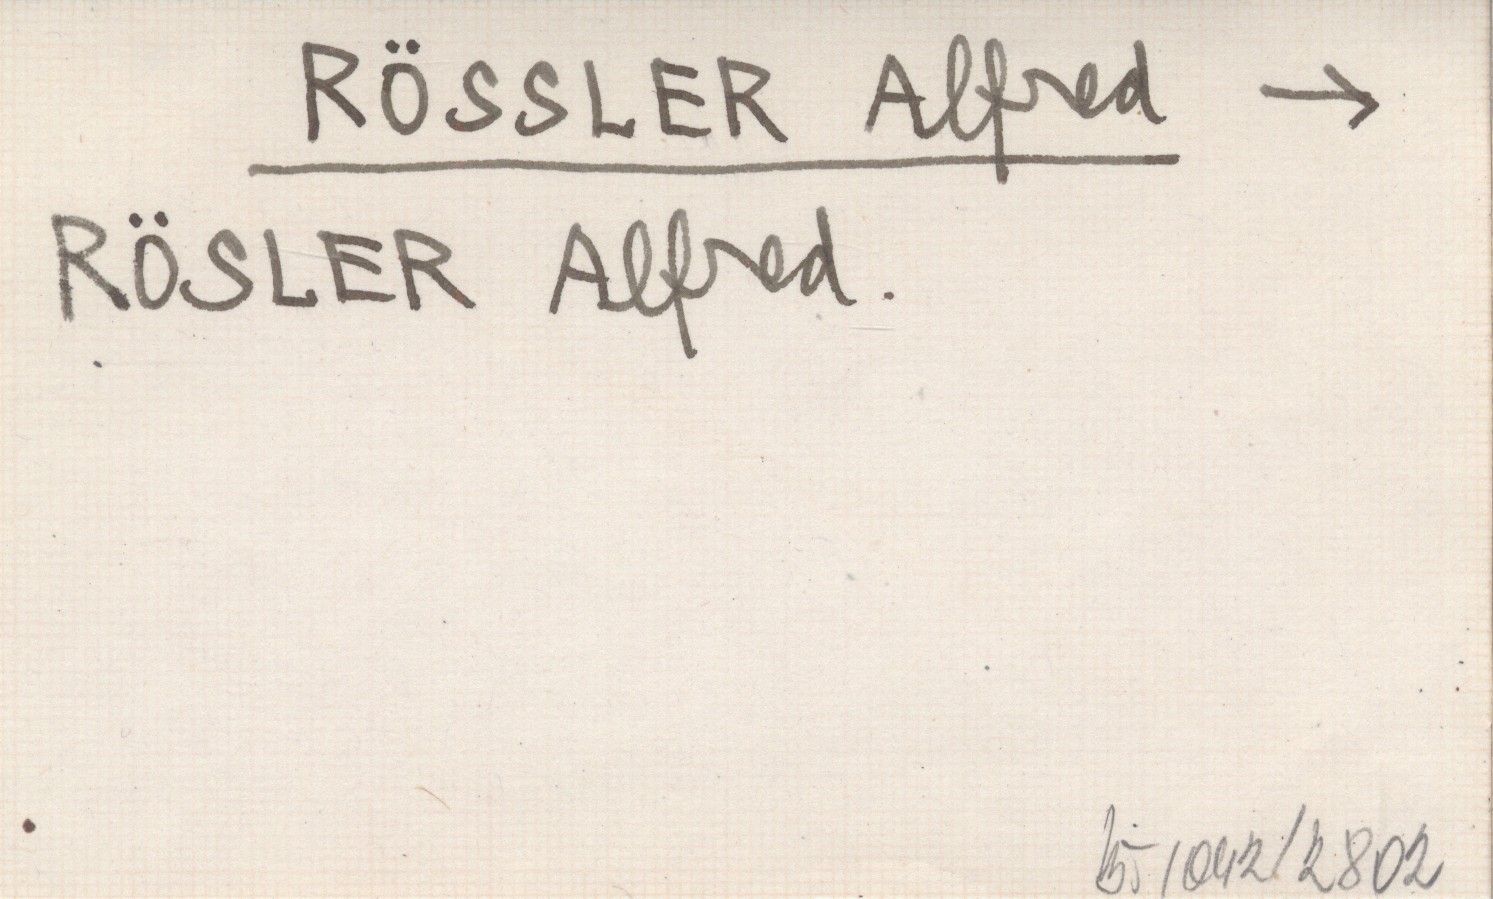 RÖSSLER Alfred →
RÖSLER Alfred.
1042/2802